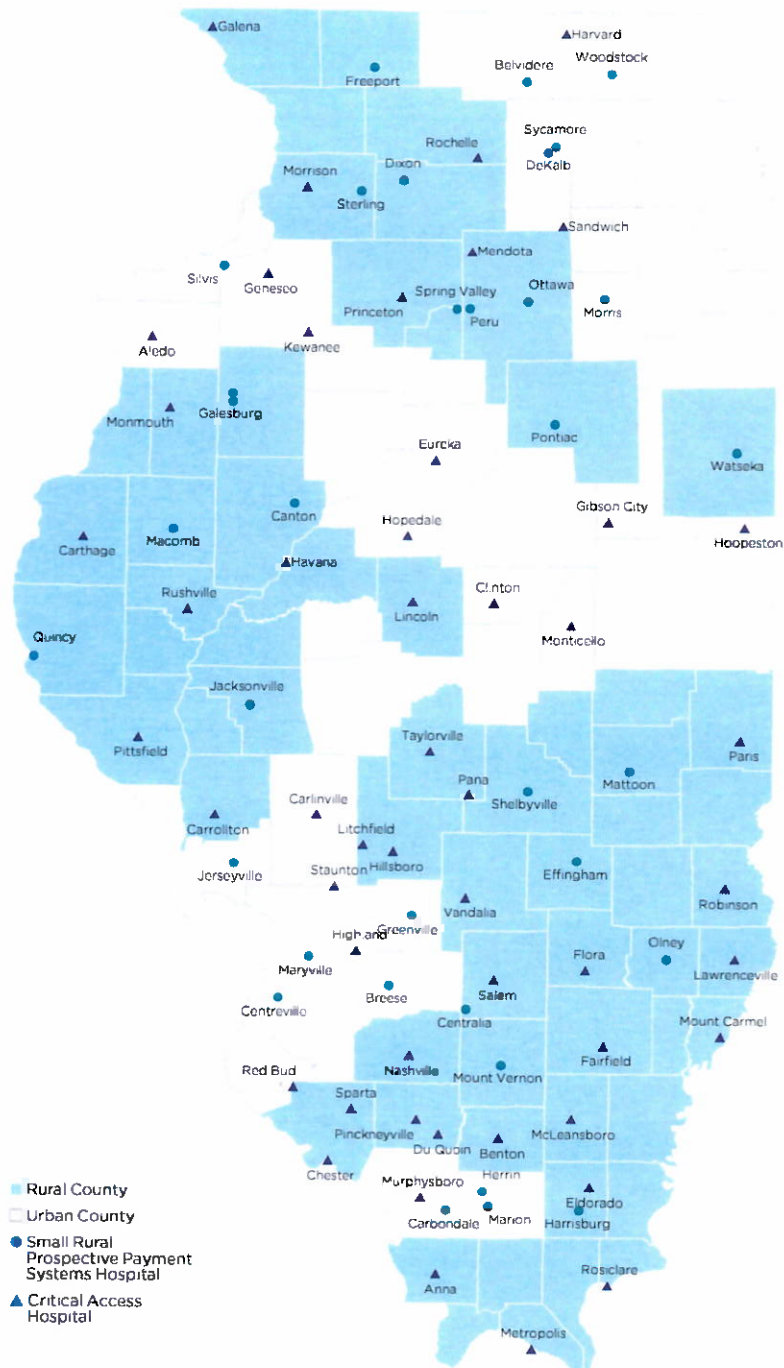 Galena
Harvard
Woodstock
Belvidere
Freeport
Sycamore
Rochelle
DeKalb
Dixon
Morrison
Sterling
Sandwich
Mendota
Silvis
Geneseo
Spring Valley
Ottawa
Princeton
Peru
Morris
Kewanee
Aledo
Monmouth
Galesburg
Pontiac
Eureka
Watseka
Canton
Gibson City
Hopedale
Macomb
Carthage
Hoopeston
Havana
Rushville
Clinton
Lincoln
Quincy
Monticello
Jacksonville
Taylorville
Pittsfield
Paris
Pana
Mattoon
Carlinville
Shelbyville
Carrollton
Litchfield
Hillsboro
Jerseyville
Staunton
Effingham
Robinson
Vandalia
Greenville
Highland
Olney
Flora
Maryville
Lawrenceville
Breese
Salem
Centreville
Centralia
Mount Carmel
Fairfield
Red Bud
Nashville
Mount Vernon
Sparta
Pinckneyville
McLeansboro
Du Quoin
Benton
Chester
Herrin
Murphysboro
Eldorado
Carbondale
Marion
Harrisburg
Rosiclare
Anna
Metropolis
Rural County
Urban County
Small Rural
Prospective Payment
Systems Hospital
Critical Access
Hospital